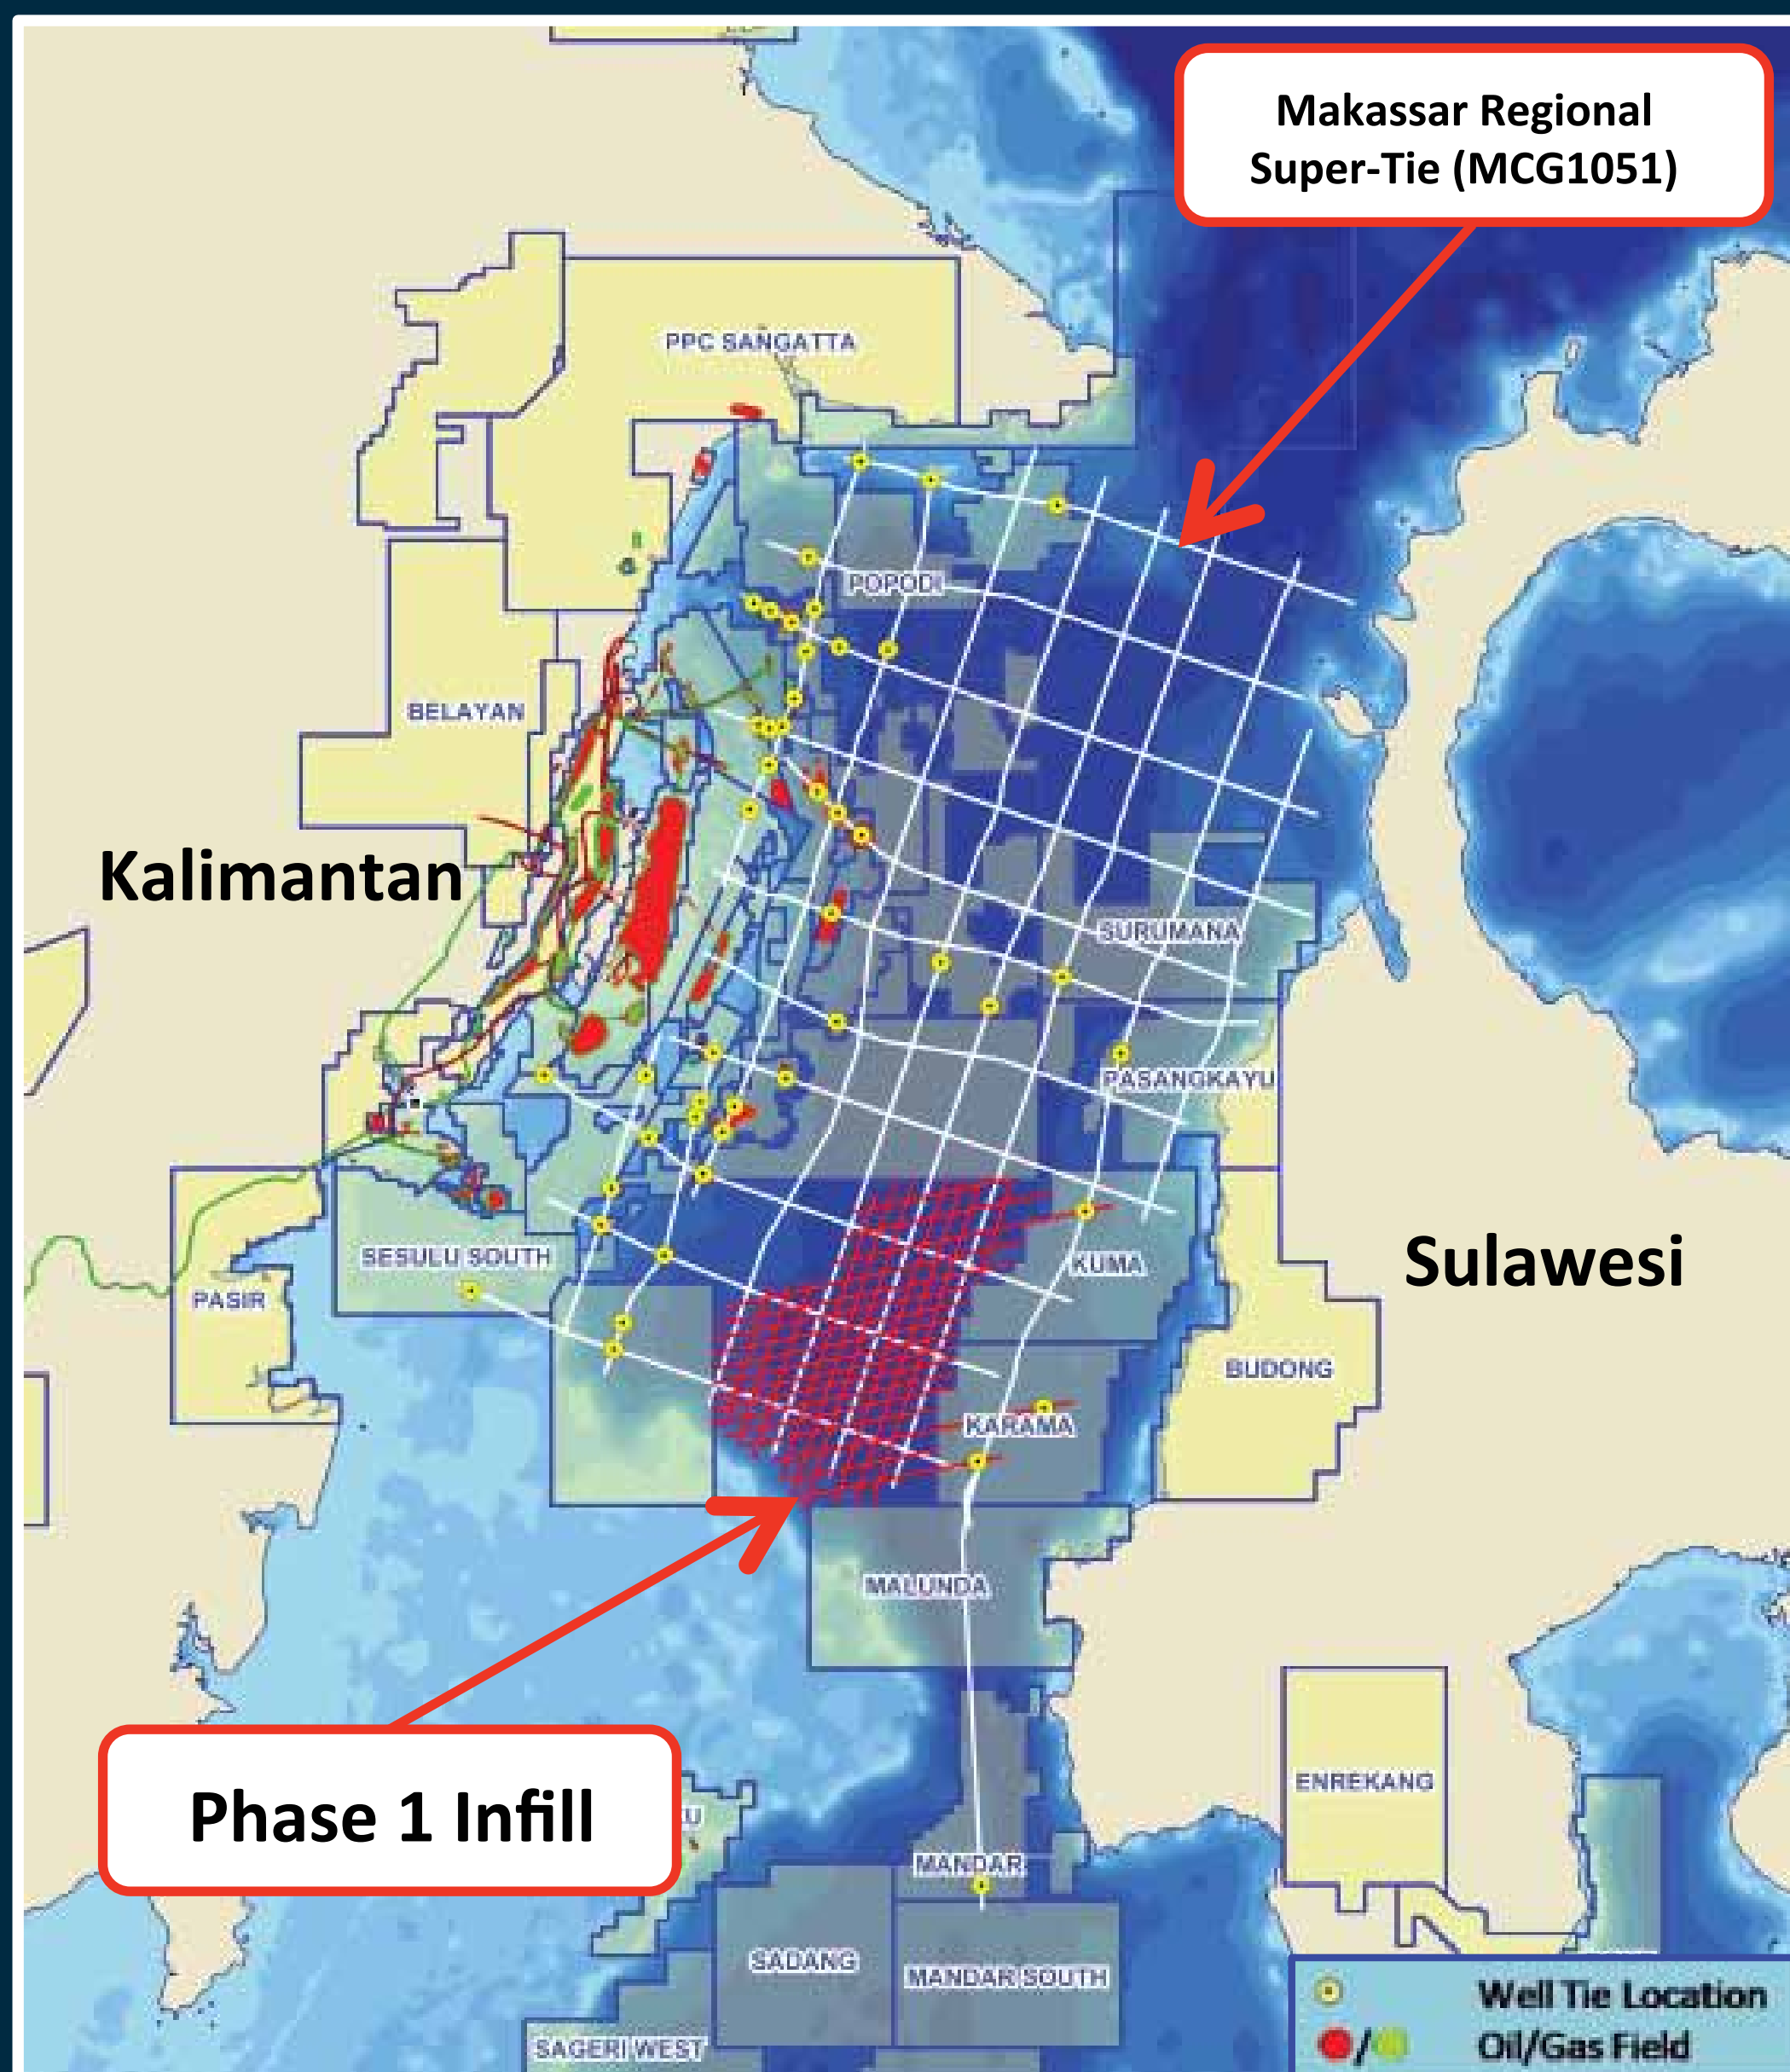 Makassar Regional
Super-Tie (MCG1051)
PPC SANGATTA
POPODI
BELAYAN
Kalimantan
SURUMANA
PASANGKAYU
SESULU SOUTH
KUMA
Sulawesi
PASIR
BUDONG
KARAMA
MALUNDA
ENREKANG
Phase 1 Infill
MANDAR
SADANG
MANDAR SOUTH
SAGERI WEST
Well Tie Location
/
Oil/Gas Field